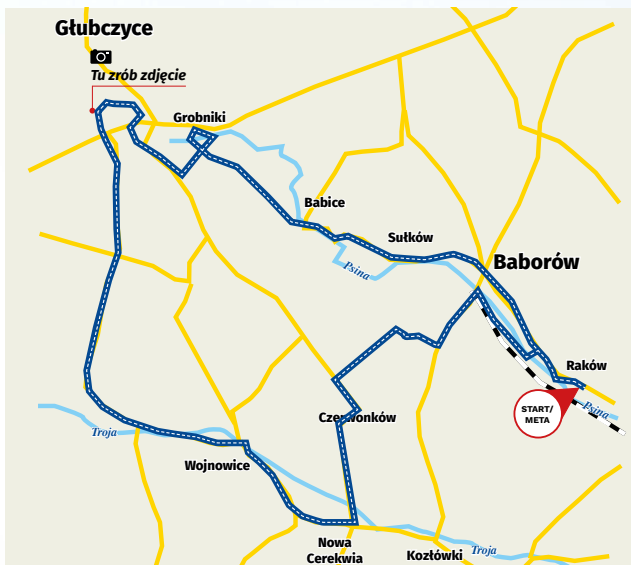 Głubczyce
Tu zrób zdjęcie
Grobniki
Babice
Sułków
Psina
Baborów
Raków
START/
META
Psina
Czerwonków
Troja
Wojnowice
Nowa
Cerekwia
Kozłówki
Troja